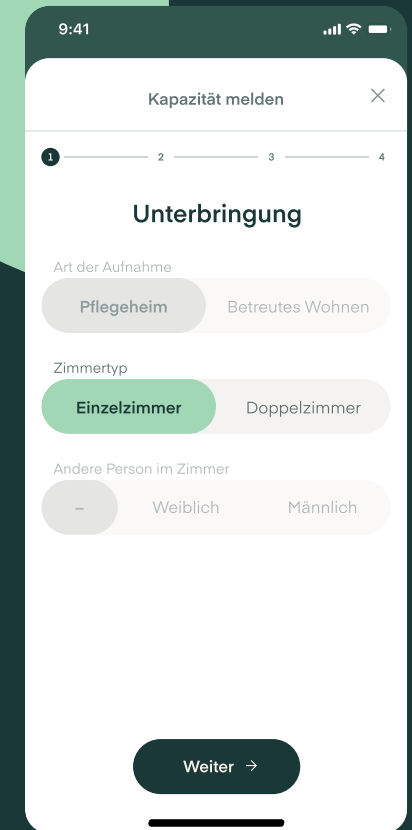 9:41
Kapazität melden
1 2 3 4
Unterbringung
Art der Aufnahme
Pflegeheim Betreutes Wohnen
Zimmertyp
Einzelzimmer Doppelzimmer
Andere Person im Zimmer
– Weiblich Männlich
Weiter →